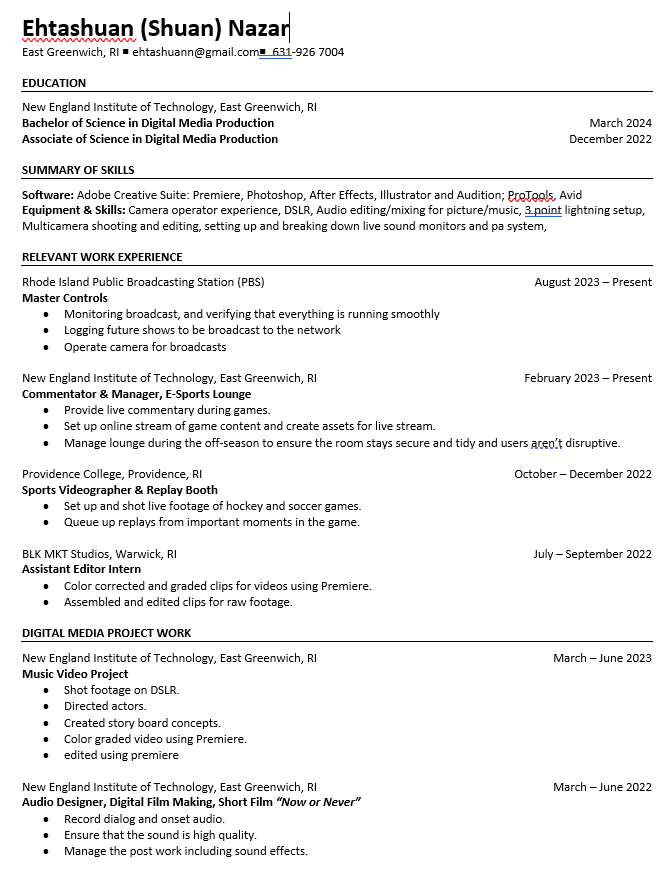 Ehtashuan (Shuan) Nazar
East Greenwich, RI ▪ ehtashuann@gmail.com▪ 631-926 7004
EDUCATION
New England Institute of Technology, East Greenwich, RI
Bachelor of Science in Digital Media Production March 2024
Associate of Science in Digital Media Production December 2022
SUMMARY OF SKILLS
Software: Adobe Creative Suite: Premiere, Photoshop, After Effects, Illustrator and Audition; ProTools, Avid
Equipment & Skills: Camera operator experience, DSLR, Audio editing/mixing for picture/music, 3 point lightning setup,
Multicamera shooting and editing, setting up and breaking down live sound monitors and pa system,
RELEVANT WORK EXPERIENCE
Rhode Island Public Broadcasting Station (PBS) August 2023 – Present
Master Controls
• Monitoring broadcast, and verifying that everything is running smoothly
• Logging future shows to be broadcast to the network
• Operate camera for broadcasts
New England Institute of Technology, East Greenwich, RI February 2023 – Present
Commentator & Manager, E-Sports Lounge
• Provide live commentary during games.
• Set up online stream of game content and create assets for live stream.
• Manage lounge during the off-season to ensure the room stays secure and tidy and users aren’t disruptive.
Providence College, Providence, RI October – December 2022
Sports Videographer & Replay Booth
• Set up and shot live footage of hockey and soccer games.
• Queue up replays from important moments in the game.
BLK MKT Studios, Warwick, RI July – September 2022
Assistant Editor Intern
• Color corrected and graded clips for videos using Premiere.
• Assembled and edited clips for raw footage.
DIGITAL MEDIA PROJECT WORK
New England Institute of Technology, East Greenwich, RI March – June 2023
Music Video Project
• Shot footage on DSLR.
• Directed actors.
• Created story board concepts.
• Color graded video using Premiere.
• edited using premiere
New England Institute of Technology, East Greenwich, RI March – June 2022
Audio Designer, Digital Film Making, Short Film “Now or Never”
• Record dialog and onset audio.
• Ensure that the sound is high quality.
• Manage the post work including sound effects.